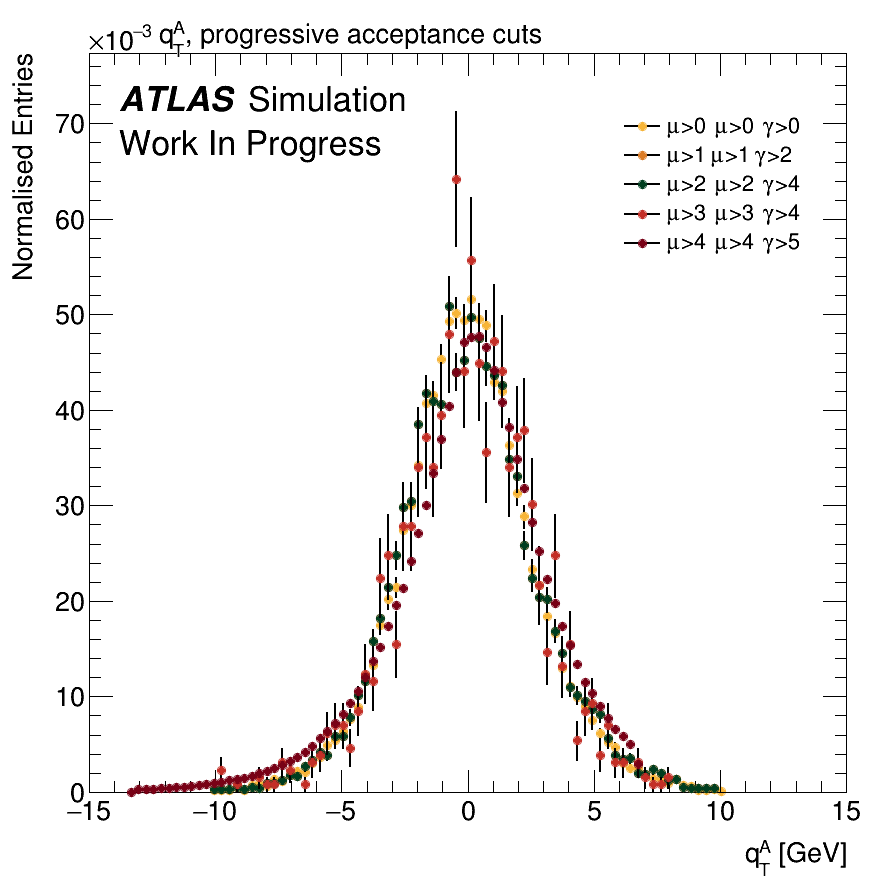 ×10⁻³ q_T^A, progressive acceptance cuts
Normalised Entries
ATLAS Simulation
Work In Progress
μ>0 μ>0 γ>0
μ>1 μ>1 γ>2
μ>2 μ>2 γ>4
μ>3 μ>3 γ>4
μ>4 μ>4 γ>5
70
60
50
40
30
20
10
0
−15 −10 −5 0 5 10 15
q_T^A [GeV]